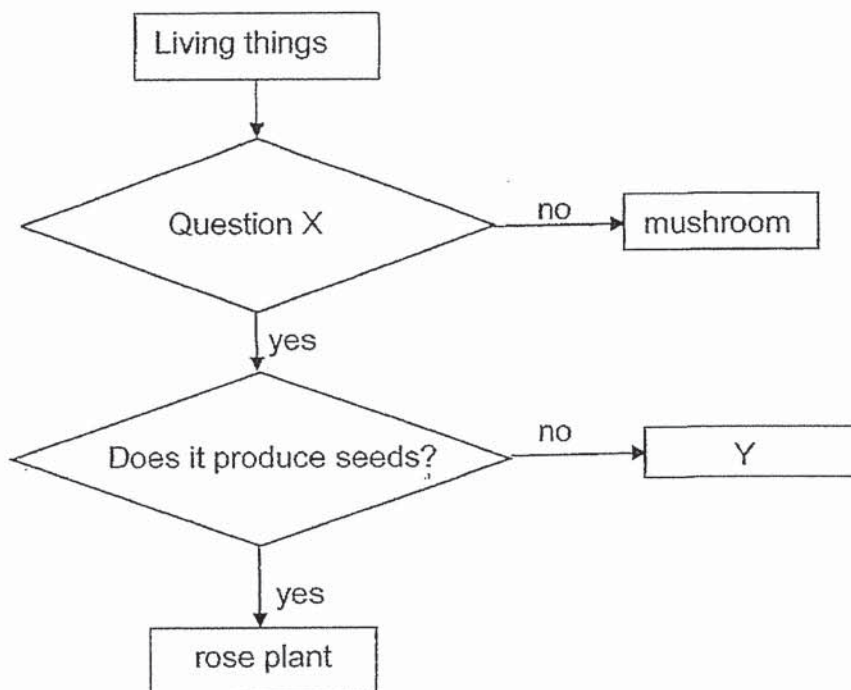 Living things
Question X
no
mushroom
yes
Does it produce seeds?
no
Y
yes
rose plant